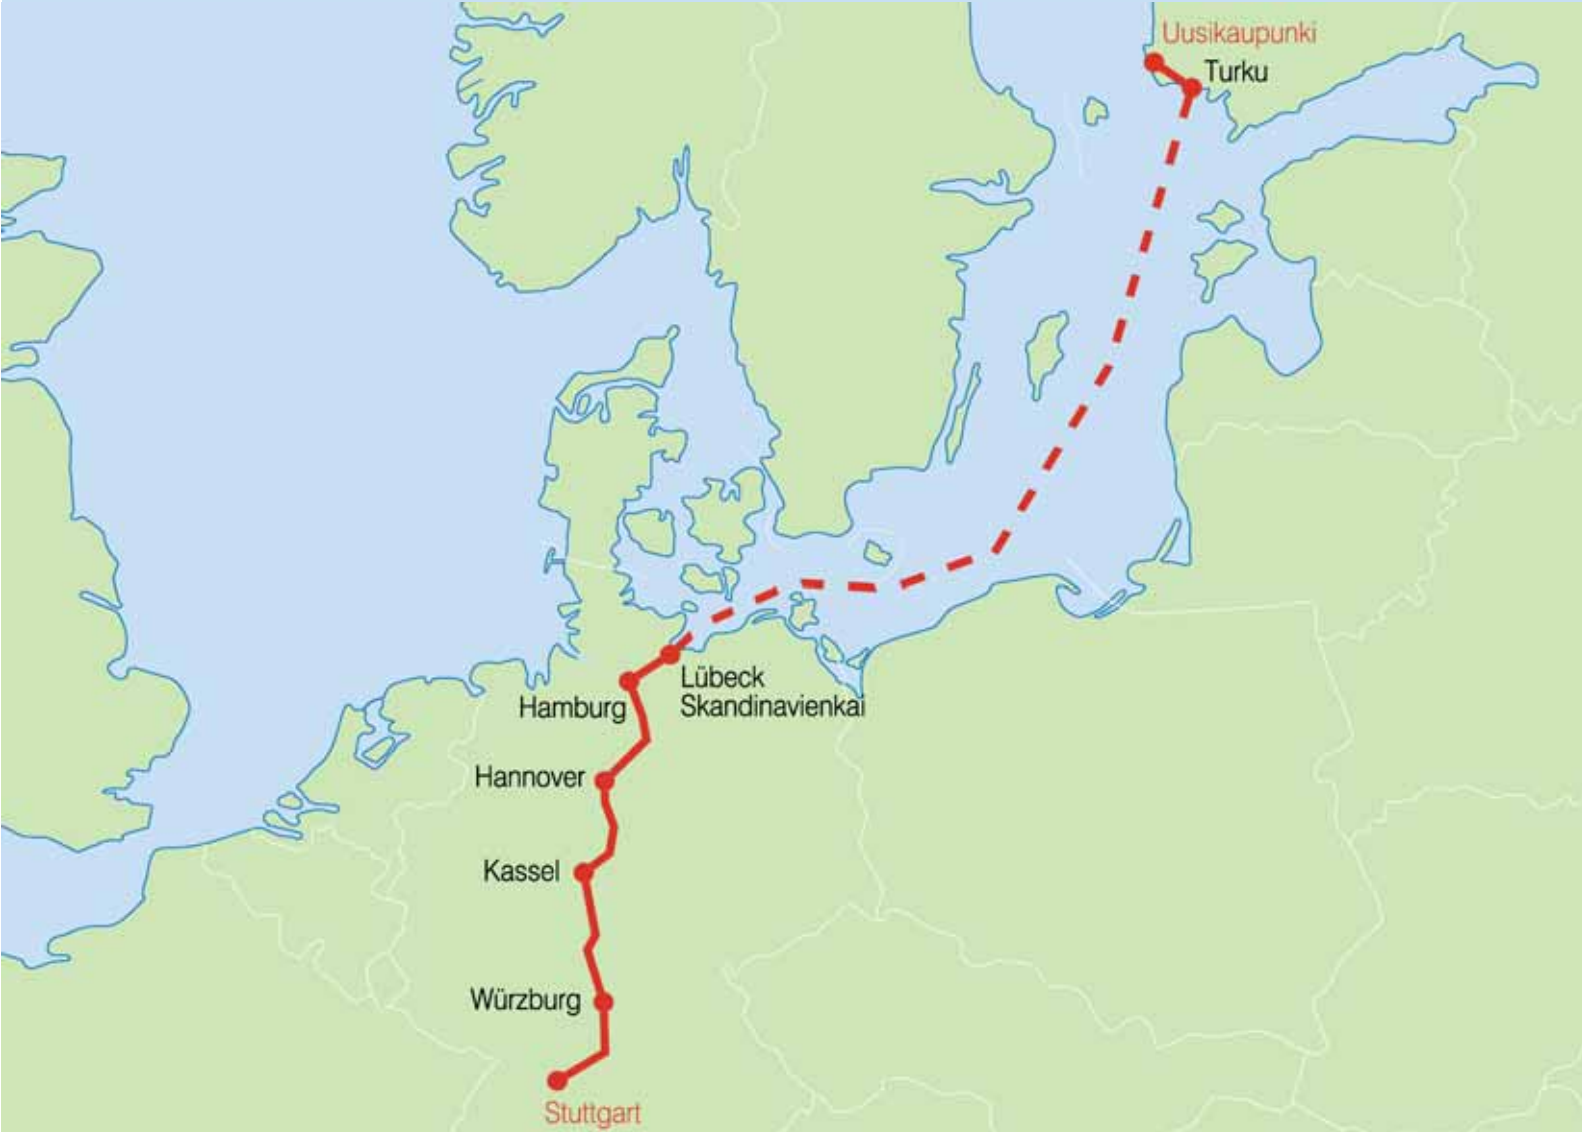 Uusikaupunki
Turku
Lübeck
Skandinavienkai
Hamburg
Hannover
Kassel
Würzburg
Stuttgart